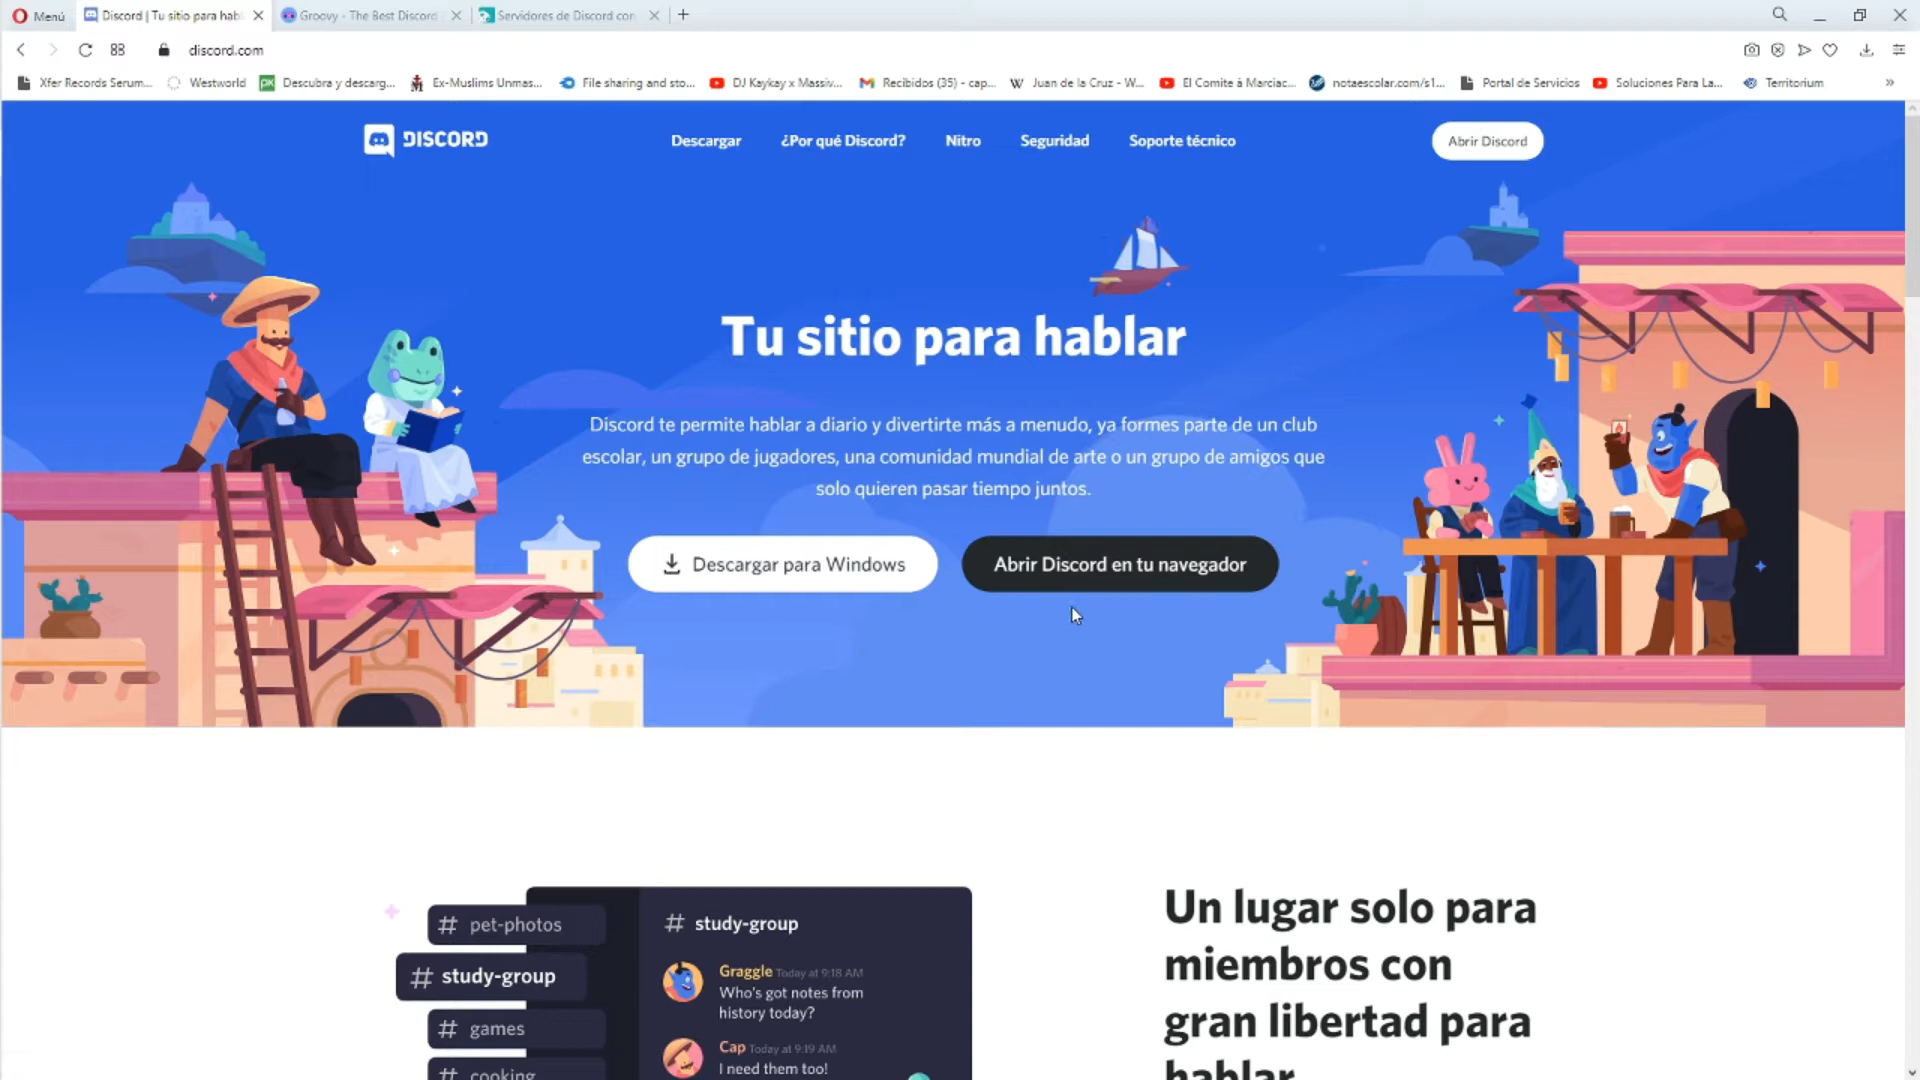 Menú
Discord | Tu sitio para hab
Groovy - The Best Discord
Servidores de Discord con
discord.com
Xfer Records Serum...
Westworld
Descubra y descarg...
Ex-Muslims Unmas...
File sharing and sto...
DJ Kaykay x Massiv...
Recibidos (35) - cap...
Juan de la Cruz - W...
El Comite à Marciac...
notaescolar.com/s1...
Portal de Servicios
Soluciones Para La...
Territorium
DISCORD
Descargar
¿Por qué Discord?
Nitro
Seguridad
Soporte técnico
Abrir Discord
Tu sitio para hablar
Discord te permite hablar a diario y divertirte más a menudo, ya formes parte de un club
escolar, un grupo de jugadores, una comunidad mundial de arte o un grupo de amigos que
solo quieren pasar tiempo juntos.
Descargar para Windows
Abrir Discord en tu navegador
# pet-photos
# study-group
# games
# cooking
# study-group
Graggle Today at 9:18 AM
Who's got notes from
history today?
Cap Today at 9:19 AM
I need them too!
Un lugar solo para
miembros con
gran libertad para
hablar